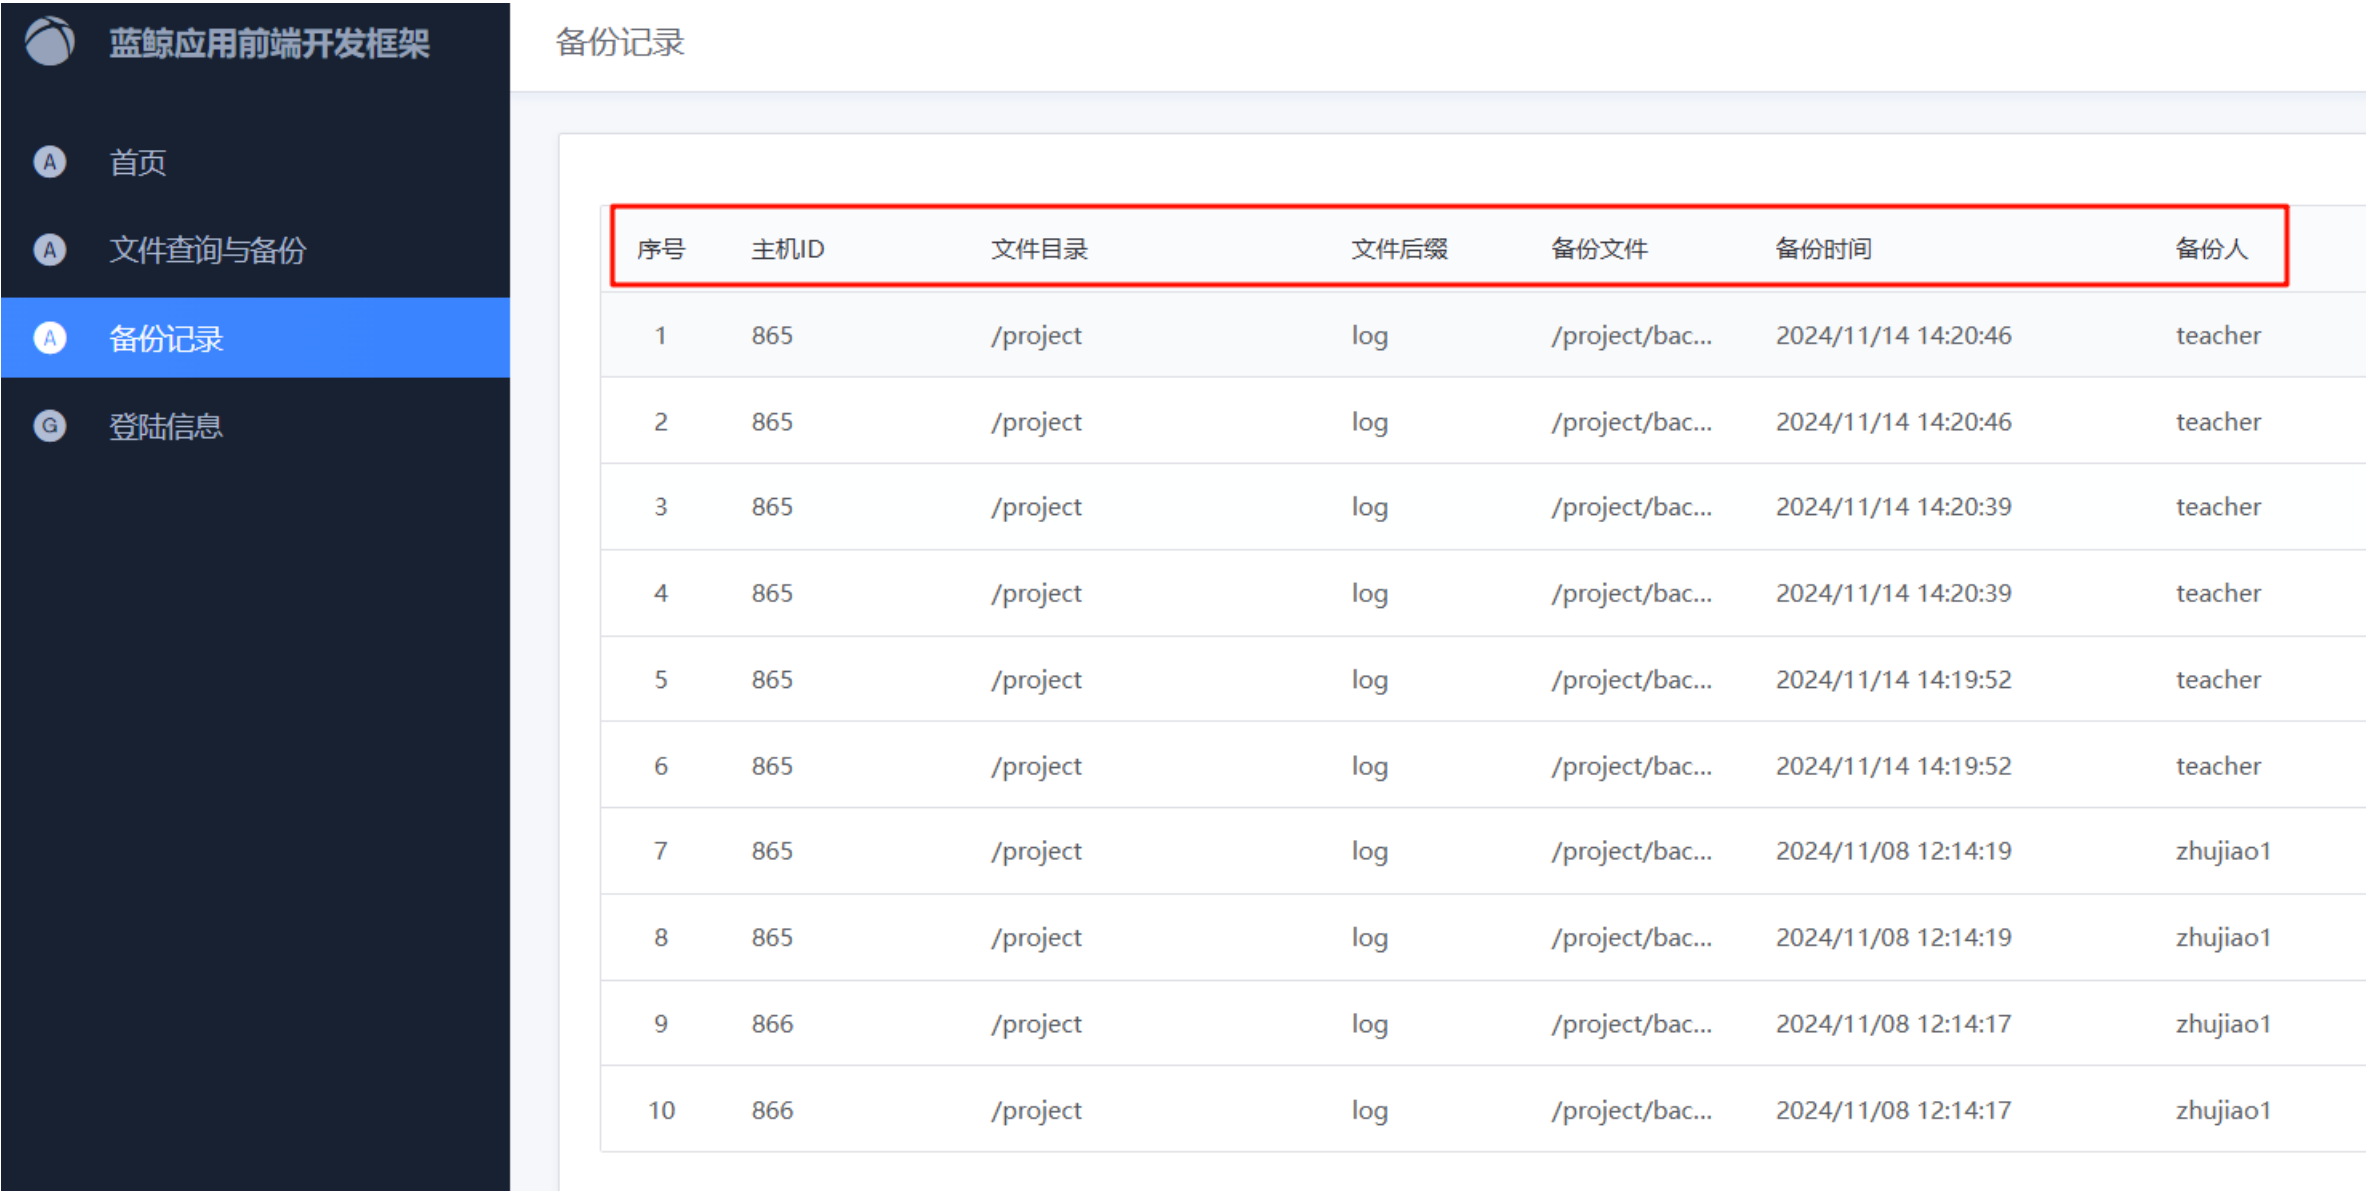 蓝鲸应用前端开发框架
备份记录
首页
文件查询与备份
备份记录
登陆信息
序号 主机ID 文件目录 文件后缀 备份文件 备份时间 备份人
1 865 /project log /project/bac... 2024/11/14 14:20:46 teacher
2 865 /project log /project/bac... 2024/11/14 14:20:46 teacher
3 865 /project log /project/bac... 2024/11/14 14:20:39 teacher
4 865 /project log /project/bac... 2024/11/14 14:20:39 teacher
5 865 /project log /project/bac... 2024/11/14 14:19:52 teacher
6 865 /project log /project/bac... 2024/11/14 14:19:52 teacher
7 865 /project log /project/bac... 2024/11/08 12:14:19 zhujiao1
8 865 /project log /project/bac... 2024/11/08 12:14:19 zhujiao1
9 866 /project log /project/bac... 2024/11/08 12:14:17 zhujiao1
10 866 /project log /project/bac... 2024/11/08 12:14:17 zhujiao1